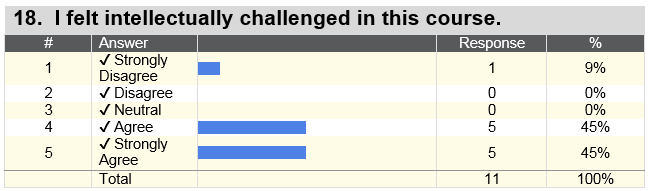 18. I felt intellectually challenged in this course.
# Answer Response %
1 ✓ Strongly Disagree 1 9%
2 ✓ Disagree 0 0%
3 ✓ Neutral 0 0%
4 ✓ Agree 5 45%
5 ✓ Strongly Agree 5 45%
Total 11 100%